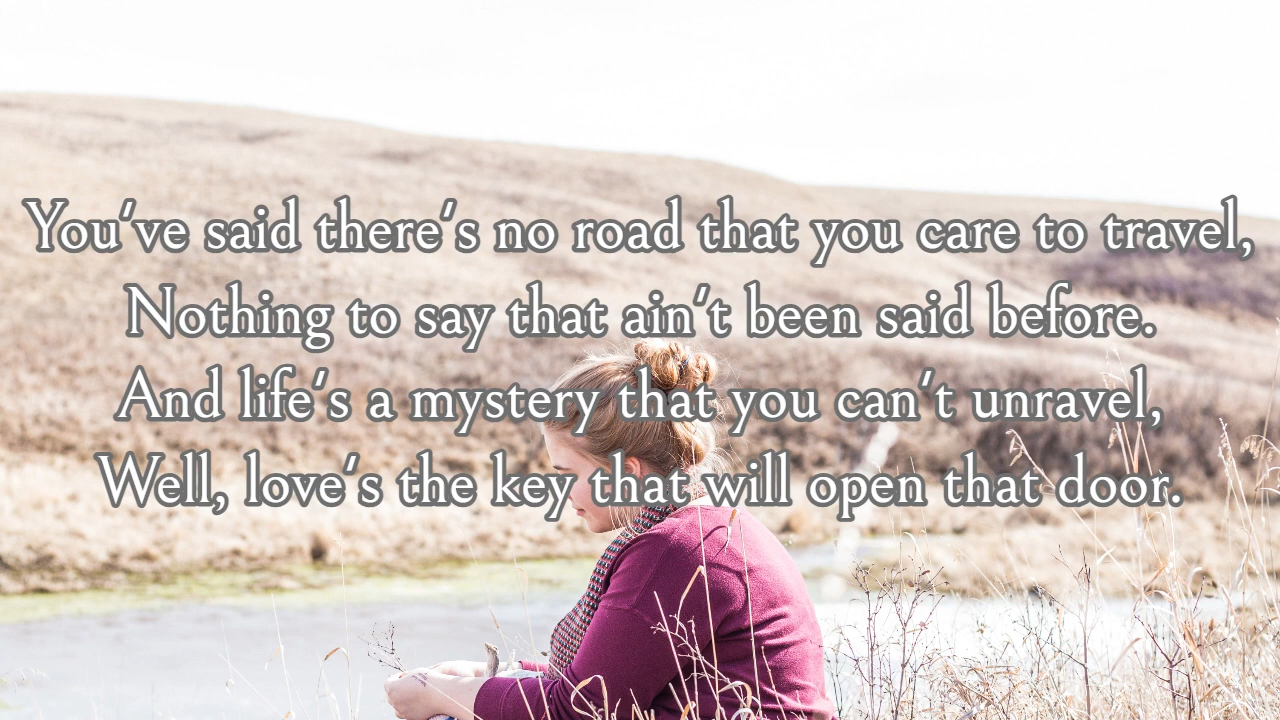 You've said there's no road that you care to travel,
Nothing to say that ain't been said before.
And life's a mystery that you can't unravel,
Well, love's the key that will open that door.